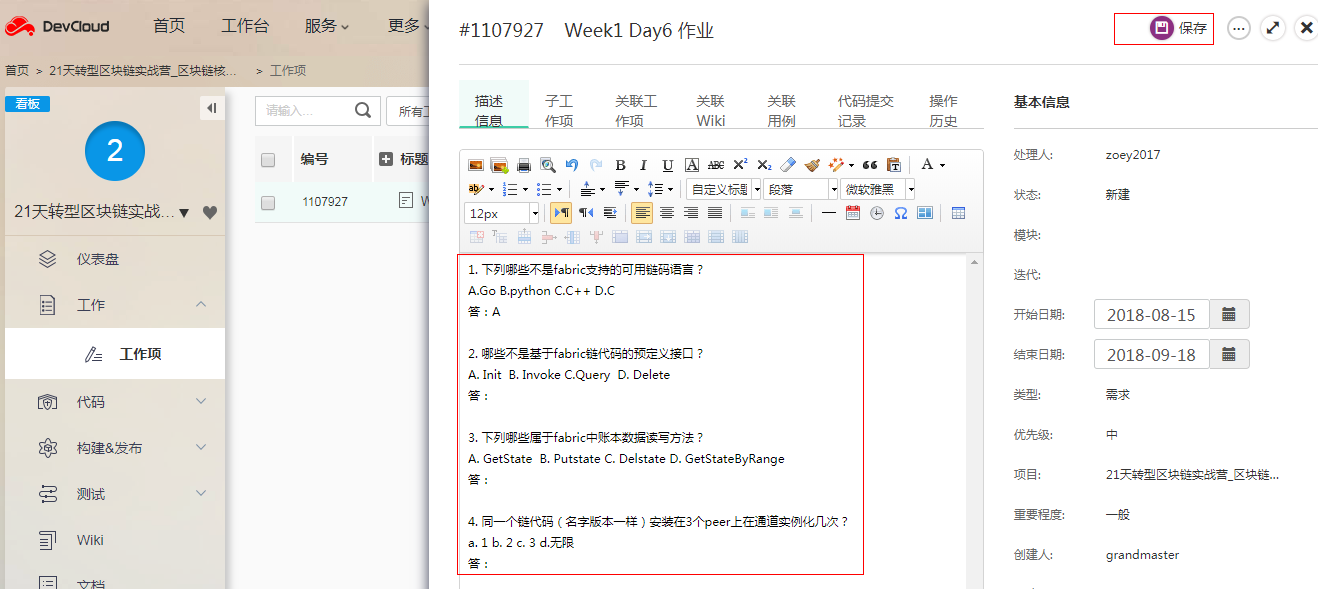 DevCloud 首页 工作台 服务 更多
首页 > 21天转型区块链实战营_区块链核... > 工作项
看板
2
21天转型区块链实战...
仪表盘
工作
工作项
代码
构建&发布
测试
Wiki
文档
请输入...
所有工
编号 标题
1107927 W
#1107927 Week1 Day6 作业
保存
描述信息 子工作项 关联工作项 关联Wiki 关联用例 代码提交记录 操作历史
自定义标题 段落 微软雅黑
12px
1. 下列哪些不是fabric支持的可用链码语言？
A.Go B.python C.C++ D.C
答：A
2. 哪些不是基于fabric链代码的预定义接口？
A. Init B. Invoke C.Query D. Delete
答：
3. 下列哪些属于fabric中账本数据读写方法？
A. GetState B. Putstate C. Delstate D. GetStateByRange
答：
4. 同一个链代码（名字版本一样）安装在3个peer上在通道实例化几次？
a. 1 b. 2 c. 3 d.无限
答：
基本信息
处理人: zoey2017
状态: 新建
模块:
迭代:
开始日期: 2018-08-15
结束日期: 2018-09-18
类型: 需求
优先级: 中
项目: 21天转型区块链实战营_区块链...
重要程度: 一般
创建人: grandmaster